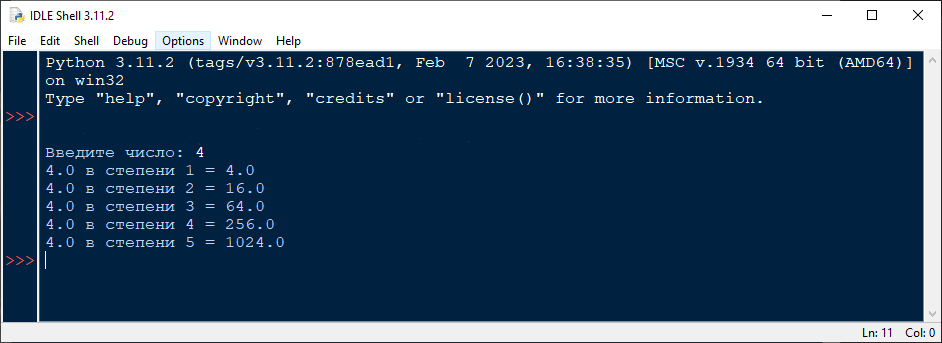 IDLE Shell 3.11.2
File Edit Shell Debug Options Window Help
Python 3.11.2 (tags/v3.11.2:878ead1, Feb  7 2023, 16:38:35) [MSC v.1934 64 bit (AMD64)]
on win32
Type "help", "copyright", "credits" or "license()" for more information.
>>>
Введите число: 4
4.0 в степени 1 = 4.0
4.0 в степени 2 = 16.0
4.0 в степени 3 = 64.0
4.0 в степени 4 = 256.0
4.0 в степени 5 = 1024.0
>>>
Ln: 11 Col: 0